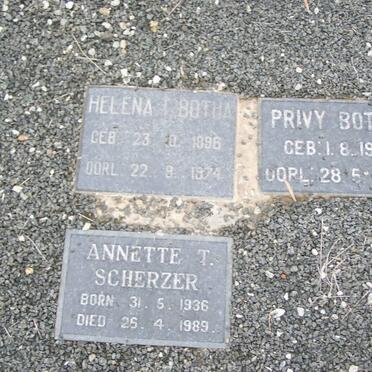 HELENA I. BOTHA
GEB: 23 . 10 . 1896
OORL: 22 . 8 . 1974
PRIVY BOT
GEB: 1.8.19
OORL: 28.5.
ANNETTE T.
SCHERZER
BORN 31 . 5 . 1936
DIED 25 . 4 . 1989.